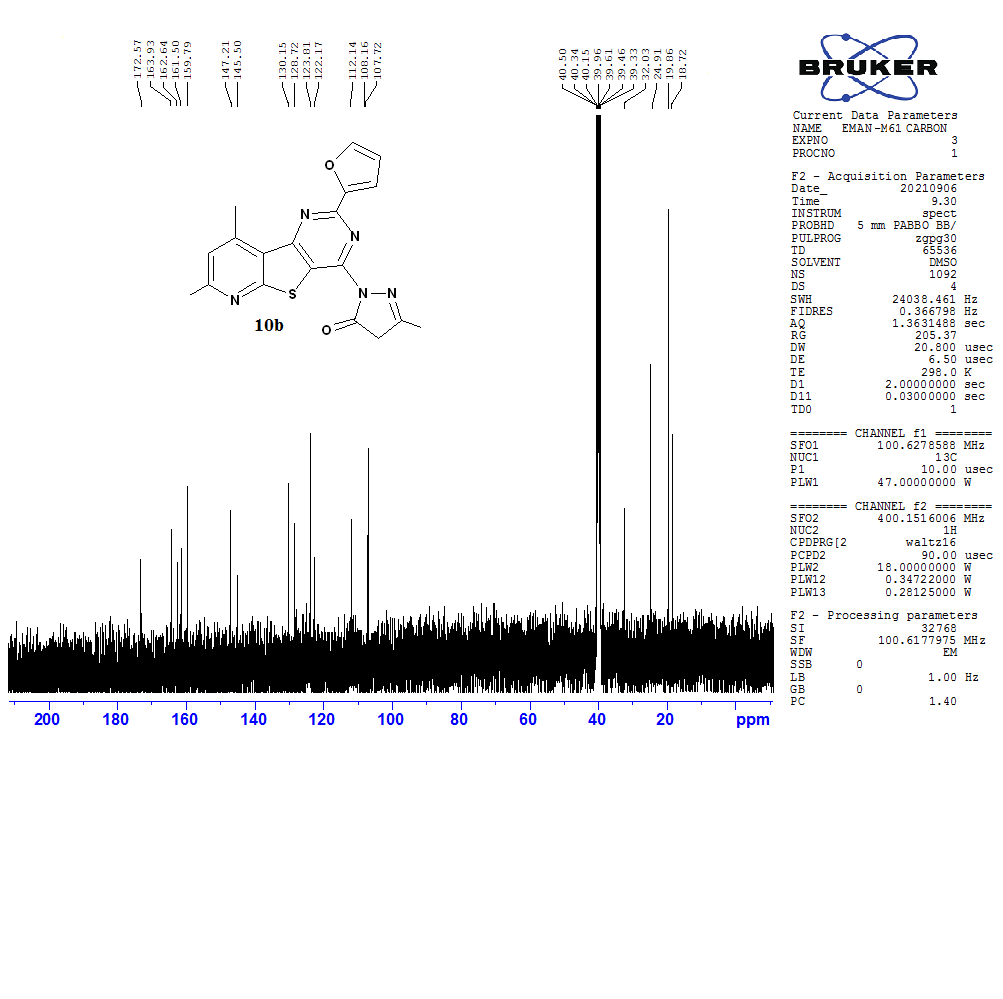 172.57
163.93
162.64
161.50
159.79
147.21
145.50
130.15
128.72
123.81
122.17
112.14
108.16
107.72
40.50
40.34
40.15
39.96
39.61
39.46
39.33
32.03
24.91
19.86
18.72
BRUKER
Current Data Parameters
NAME EMAN-M61 CARBON
EXPNO 3
PROCNO 1
F2 - Acquisition Parameters
Date_ 20210906
Time 9.30
INSTRUM spect
PROBHD 5 mm PABBO BB/
PULPROG zgpg30
TD 65536
SOLVENT DMSO
NS 1092
DS 4
SWH 24038.461 Hz
FIDRES 0.366798 Hz
AQ 1.3631488 sec
RG 205.37
DW 20.800 usec
DE 6.50 usec
TE 298.0 K
D1 2.00000000 sec
D11 0.03000000 sec
TD0 1
======== CHANNEL f1 ========
SFO1 100.6278588 MHz
NUC1 13C
P1 10.00 usec
PLW1 47.00000000 W
======== CHANNEL f2 ========
SFO2 400.1516006 MHz
NUC2 1H
CPDPRG[2 waltz16
PCPD2 90.00 usec
PLW2 18.00000000 W
PLW12 0.34722000 W
PLW13 0.28125000 W
F2 - Processing parameters
SI 32768
SF 100.6177975 MHz
WDW EM
SSB 0
LB 1.00 Hz
GB 0
PC 1.40
O
N
N
N
S
N N
O
10b
200 180 160 140 120 100 80 60 40 20 ppm